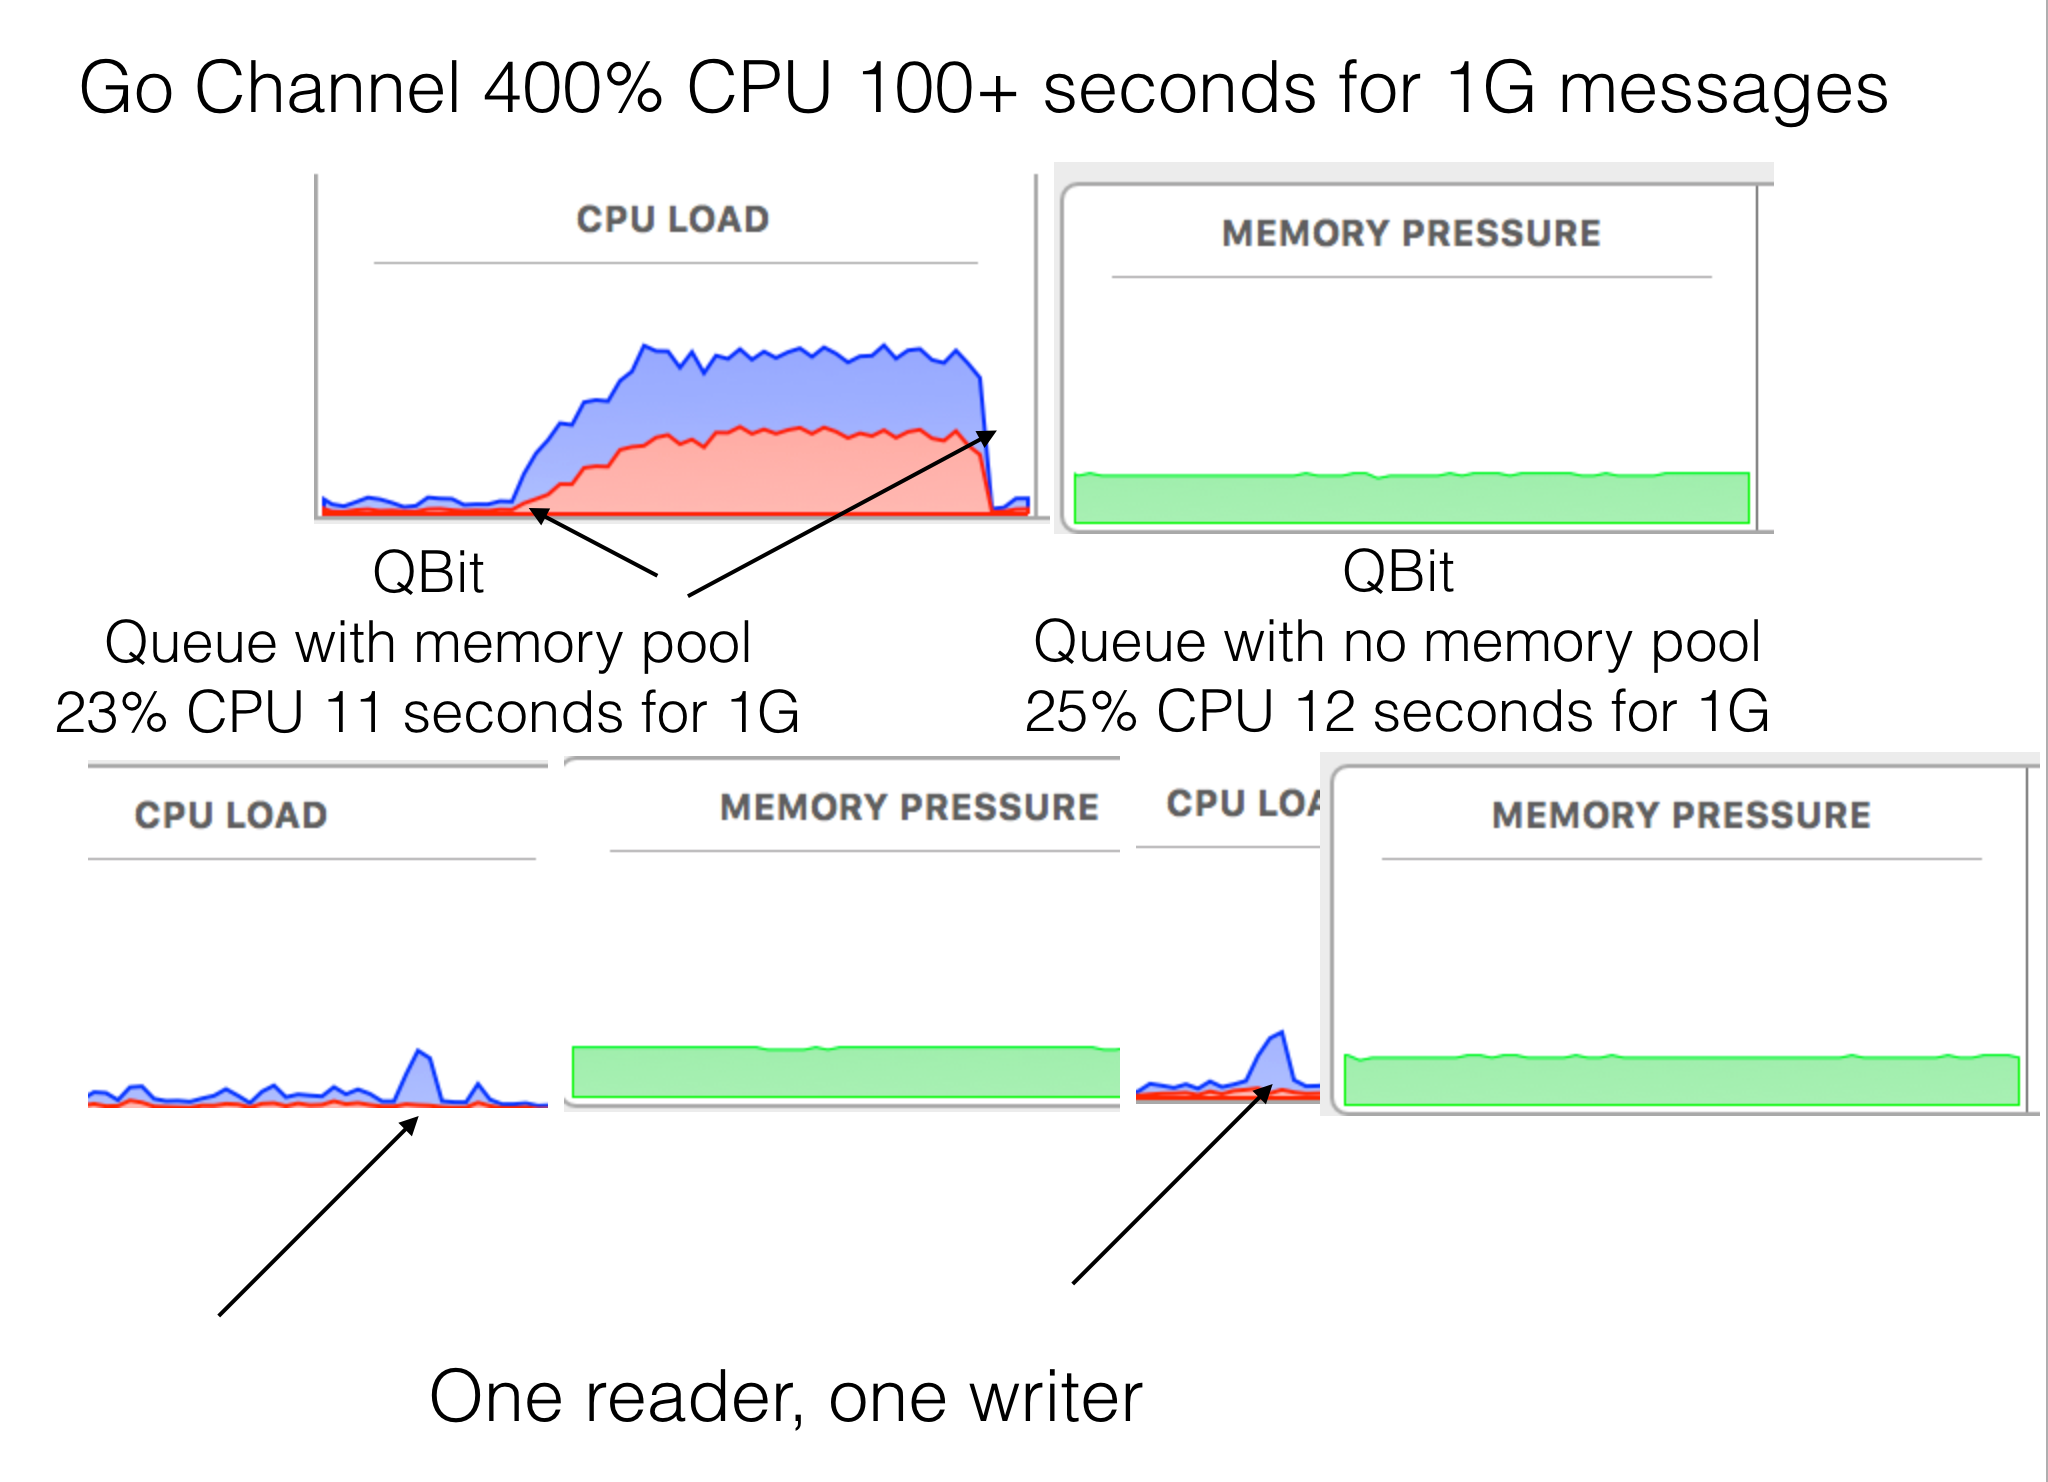 Go Channel 400% CPU 100+ seconds for 1G messages
CPU LOAD
MEMORY PRESSURE
QBit
Queue with memory pool
23% CPU 11 seconds for 1G
QBit
Queue with no memory pool
25% CPU 12 seconds for 1G
CPU LOAD
MEMORY PRESSURE
CPU LOA
MEMORY PRESSURE
One reader, one writer